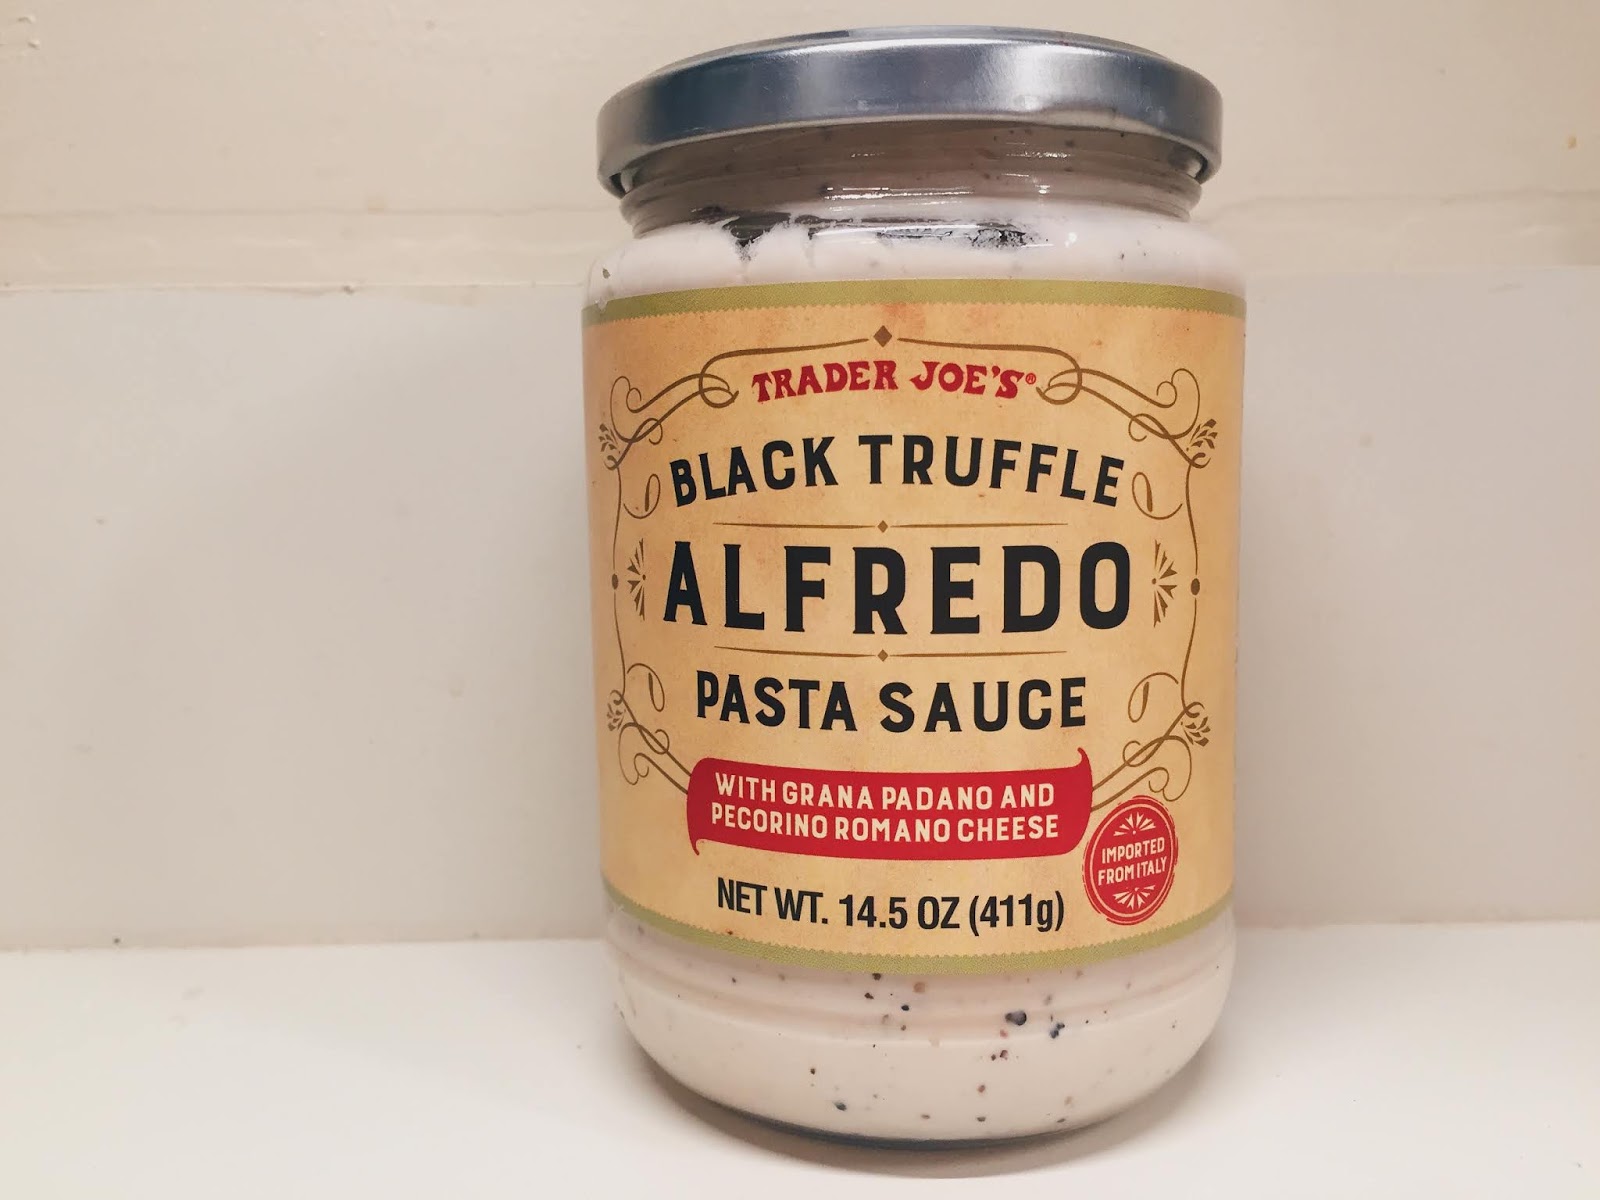 TRADER JOE'S®
BLACK TRUFFLE
ALFREDO
PASTA SAUCE
WITH GRANA PADANO AND
PECORINO ROMANO CHEESE
IMPORTED
FROM ITALY
NET WT. 14.5 OZ (411g)